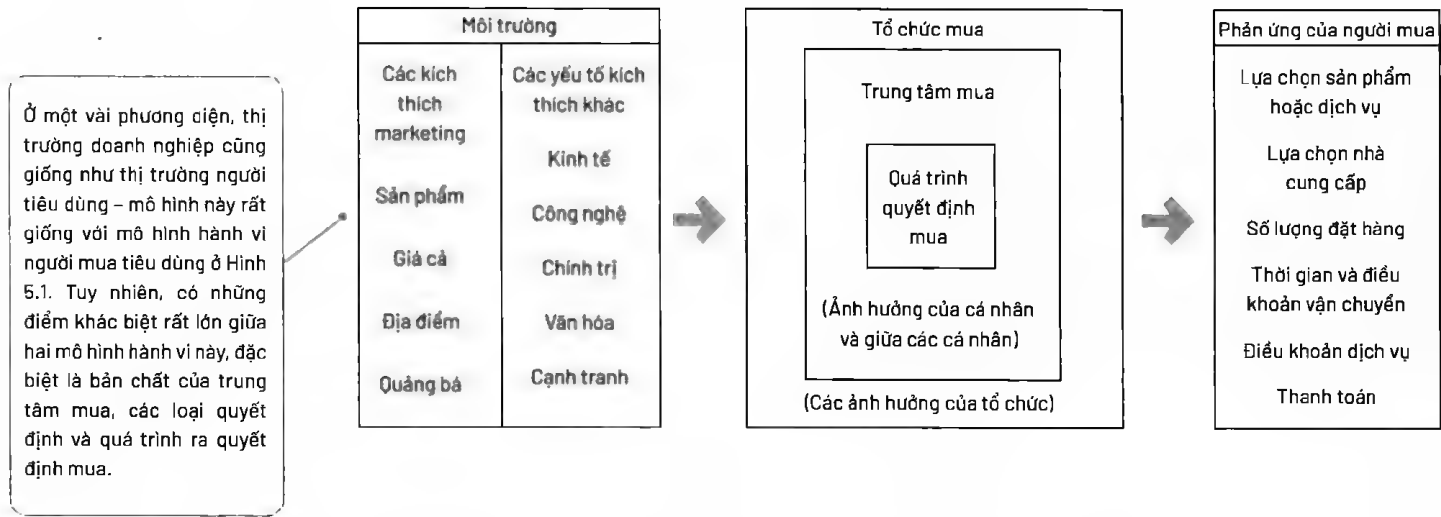 Ở một vài phương diện, thị
trường doanh nghiệp cũng
giống như thị trường người
tiêu dùng – mô hình này rất
giống với mô hình hành vi
người mua tiêu dùng ở Hình
5.1. Tuy nhiên, có những
điểm khác biệt rất lớn giữa
hai mô hình hành vi này, đặc
biệt là bản chất của trung
tâm mua, các loại quyết
định và quá trình ra quyết
định mua.
Môi trường
Các kích
thích
marketing
Sản phẩm
Giá cả
Địa điểm
Quảng bá
Các yếu tố kích
thích khác
Kinh tế
Công nghệ
Chính trị
Văn hóa
Cạnh tranh
Tổ chức mua
Trung tâm mua
Quá trình
quyết định
mua
(Ảnh hưởng của cá nhân
và giữa các cá nhân)
(Các ảnh hưởng của tổ chức)
Phản ứng của người mua
Lựa chọn sản phẩm
hoặc dịch vụ
Lựa chọn nhà
cung cấp
Số lượng đặt hàng
Thời gian và điều
khoản vận chuyển
Điều khoản dịch vụ
Thanh toán